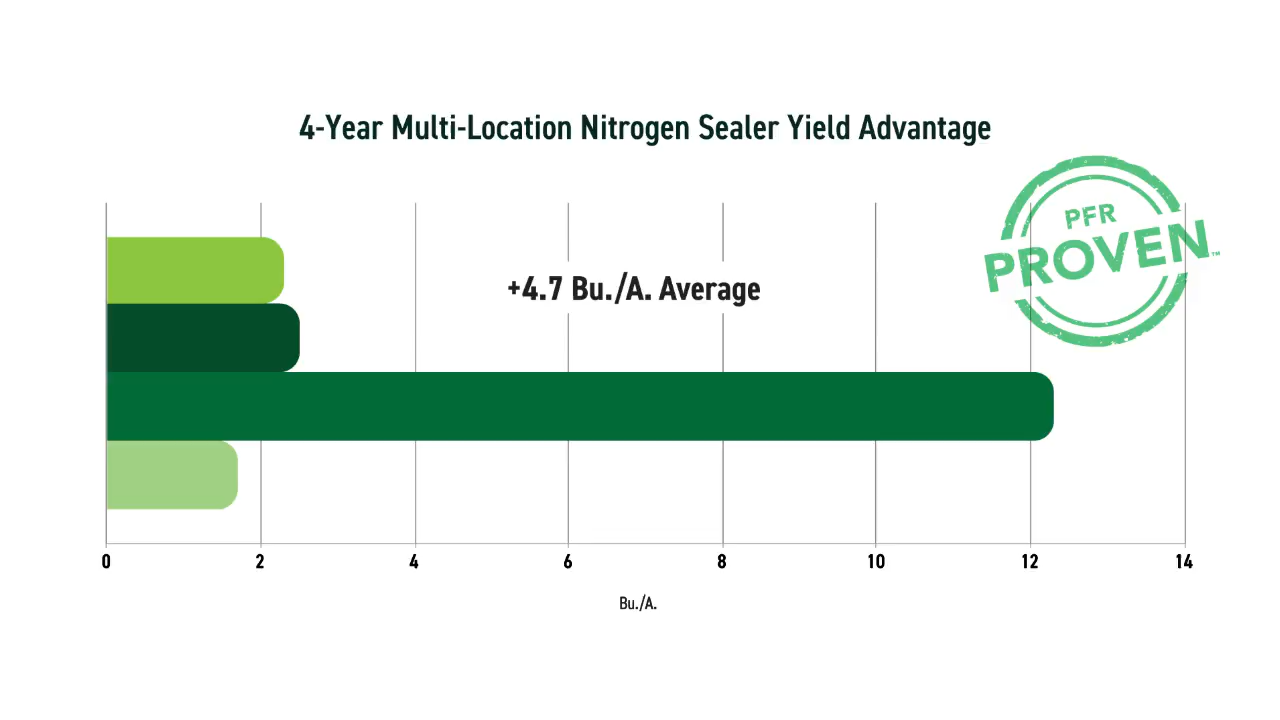 4-Year Multi-Location Nitrogen Sealer Yield Advantage
PFR
PROVEN™
+4.7 Bu./A. Average
0 2 4 6 8 10 12 14
Bu./A.